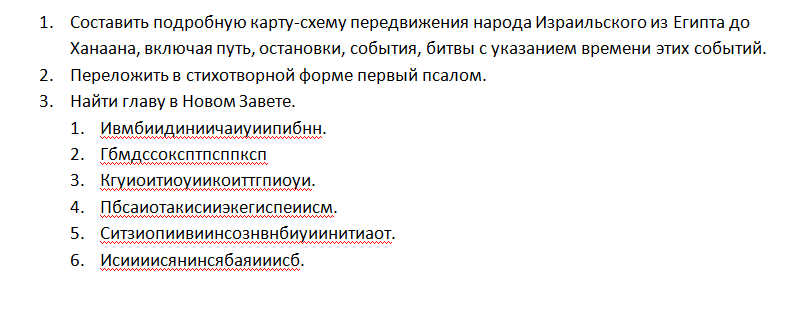 1. Составить подробную карту-схему передвижения народа Израильского из Египта до
Ханаана, включая путь, остановки, события, битвы с указанием времени этих событий.
2. Переложить в стихотворной форме первый псалом.
3. Найти главу в Новом Завете.
1. Ивмбиидиниичаиуиипибнн.
2. Гбмдссоксптпсппксп
3. Кгуиоитиоуиикоиттгпиоуи.
4. Пбсаиотакисииэкегиспеиисм.
5. Ситзиопиивиинсознвнбиуиинитиаот.
6. Исиииисянинсябаяииисб.